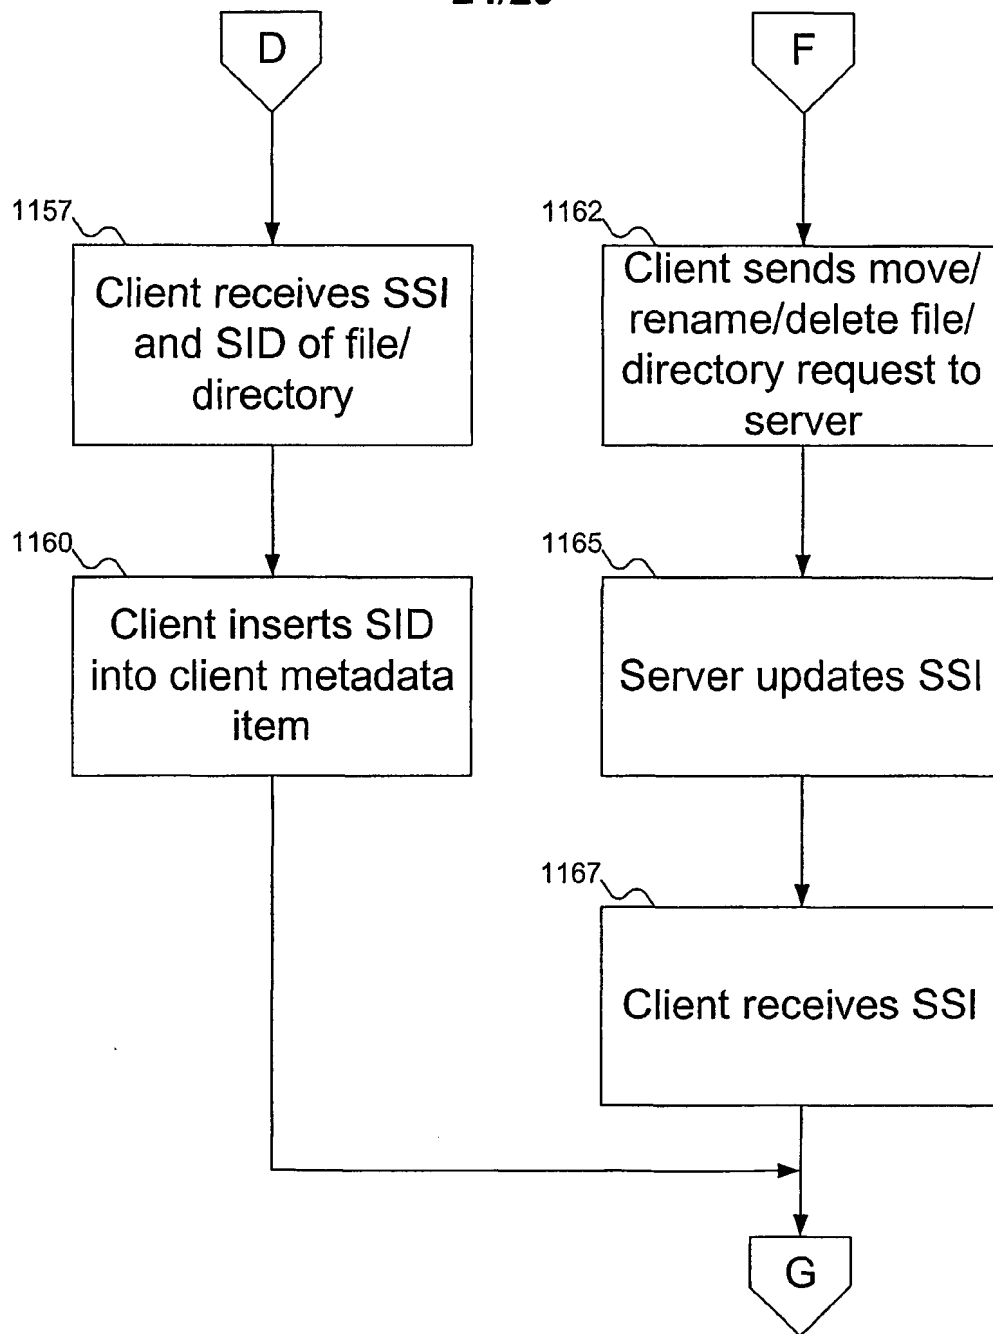 D
F
1157
Client receives SSI
and SID of file/
directory
1162
Client sends move/
rename/delete file/
directory request to
server
1160
Client inserts SID
into client metadata
item
1165
Server updates SSI
1167
Client receives SSI
G